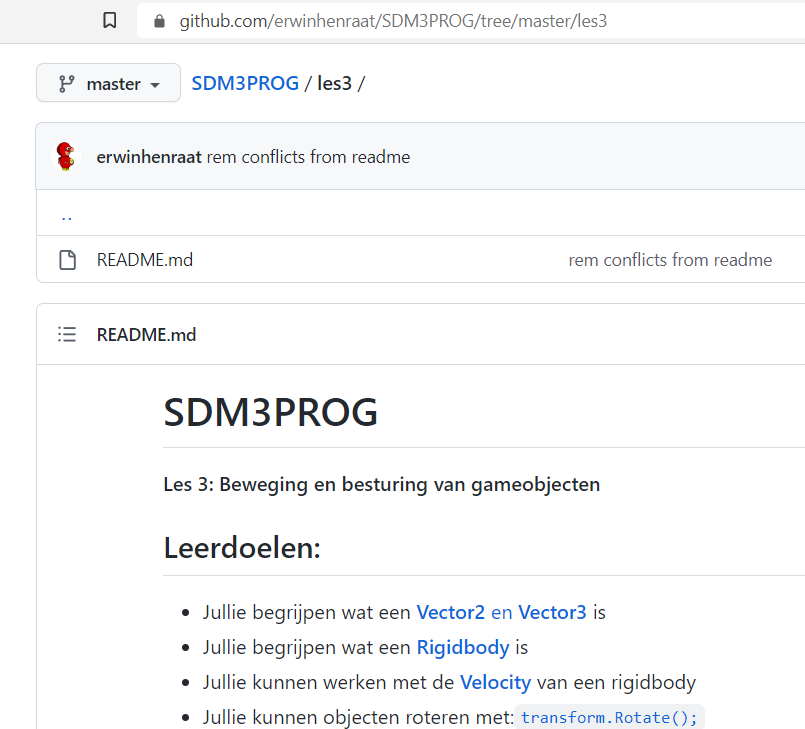 github.com/erwinhenraat/SDM3PROG/tree/master/les3
master SDM3PROG / les3 /
erwinhenraat rem conflicts from readme
..
README.md rem conflicts from readme
README.md
SDM3PROG
Les 3: Beweging en besturing van gameobjecten
Leerdoelen:
Jullie begrijpen wat een Vector2 en Vector3 is
Jullie begrijpen wat een Rigidbody is
Jullie kunnen werken met de Velocity van een rigidbody
Jullie kunnen objecten roteren met: transform.Rotate();